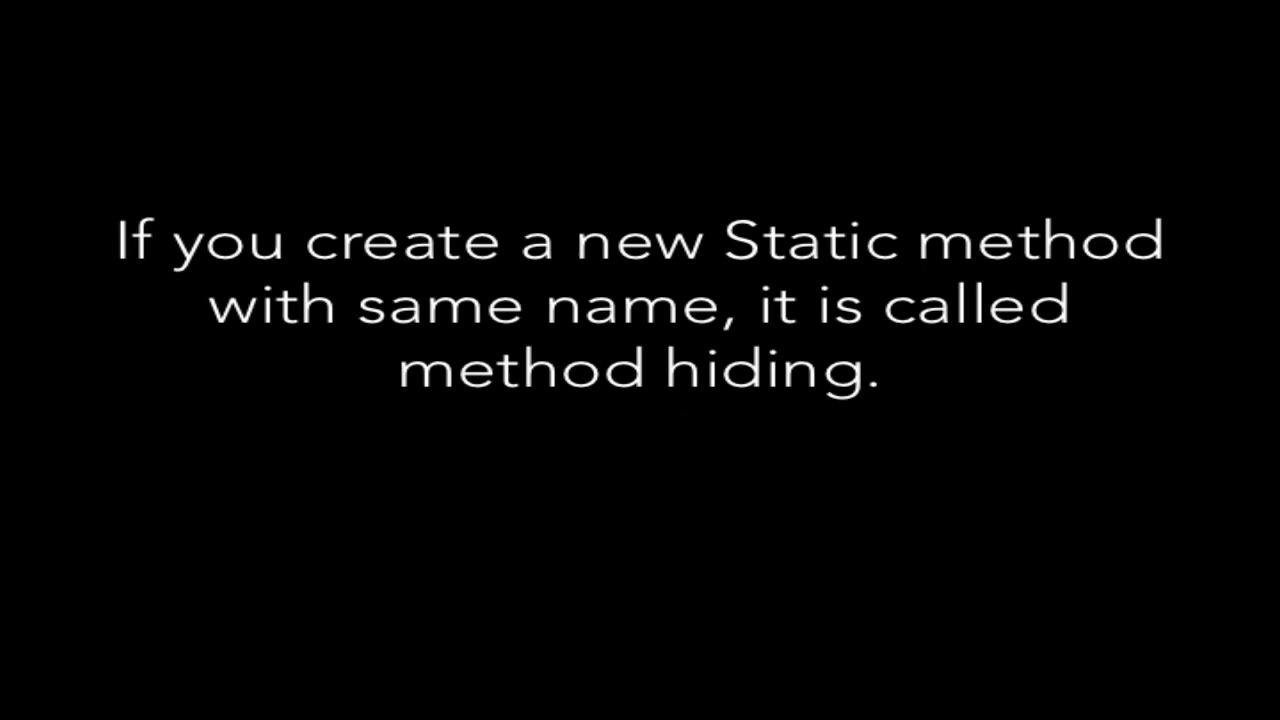 If you create a new Static method
with same name, it is called
method hiding.